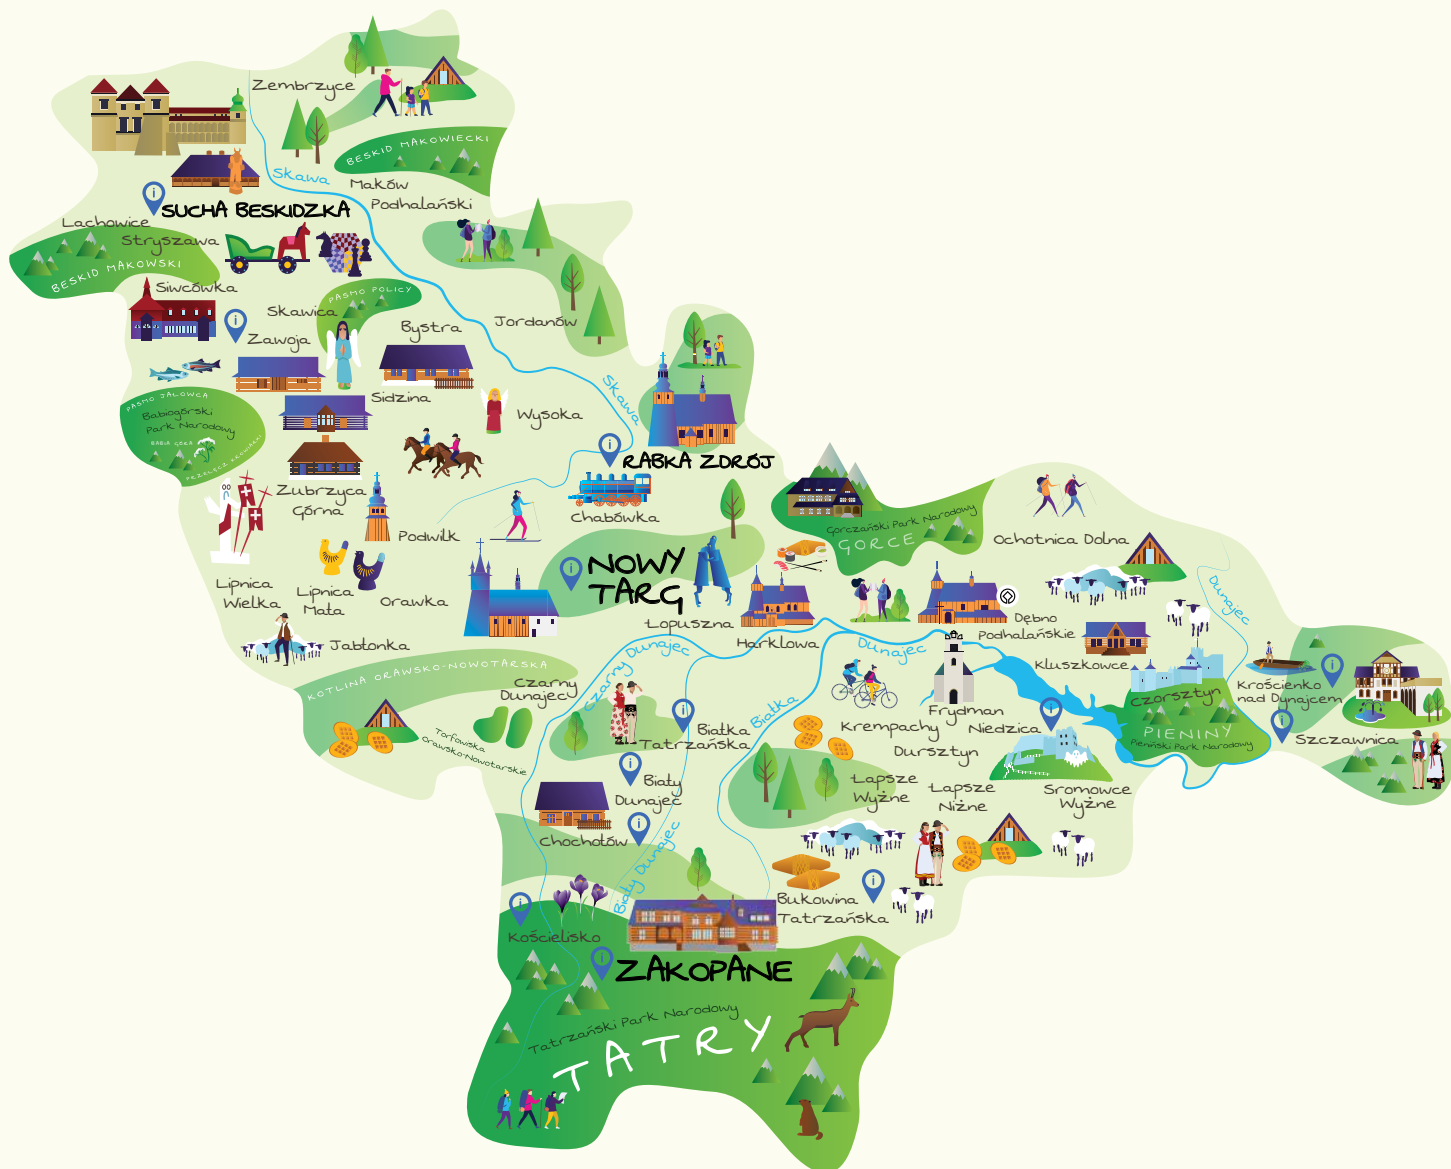 Zembrzyce
BESKID MAKOWIECKI
Skawa
Maków
Podhalański
SUCHA BESKIDZKA
Lachowice
Stryszawa
BESKID MAKOWSKI
Siwcówka
PASMO POLICY
Skawica
Zawoja
Bystra
Jordanów
Skawa
Sidzina
Wysoka
PASMO JAŁOWCA
Babiogórski
Park Narodowy
BABIA GÓRA
RABKA ZDRÓJ
Zubrzyca
Górna
Chabówka
Podwilk
Gorczański Park Narodowy
GORCE
Ochotnica Dolna
NOWY
TARG
Lipnica
Wielka
Lipnica
Mała
Orawka
Dunajec
Łopuszna
Harklowa
Dębno
Podhalańskie
Jabłonka
Czarny Dunajec
Dunajec
Kluszkowce
KOTLINA ORAWSKO-NOWOTARSKA
Czarny
Dunajec
Czorsztyn
Krościenko
nad Dunajcem
Białka
Frydman
Krempachy
Niedzica
PIENINY
Pieniński Park Narodowy
Szczawnica
Torfowiska
Orawsko-Nowotarskie
Białka
Tatrzańska
Dursztyn
Biały
Dunajec
Łapsze
Wyżne
Łapsze
Niżne
Sromowce
Wyżne
Chochołów
Biały Dunajec
Bukowina
Tatrzańska
Kościelisko
ZAKOPANE
Tatrzański Park Narodowy
TATRY